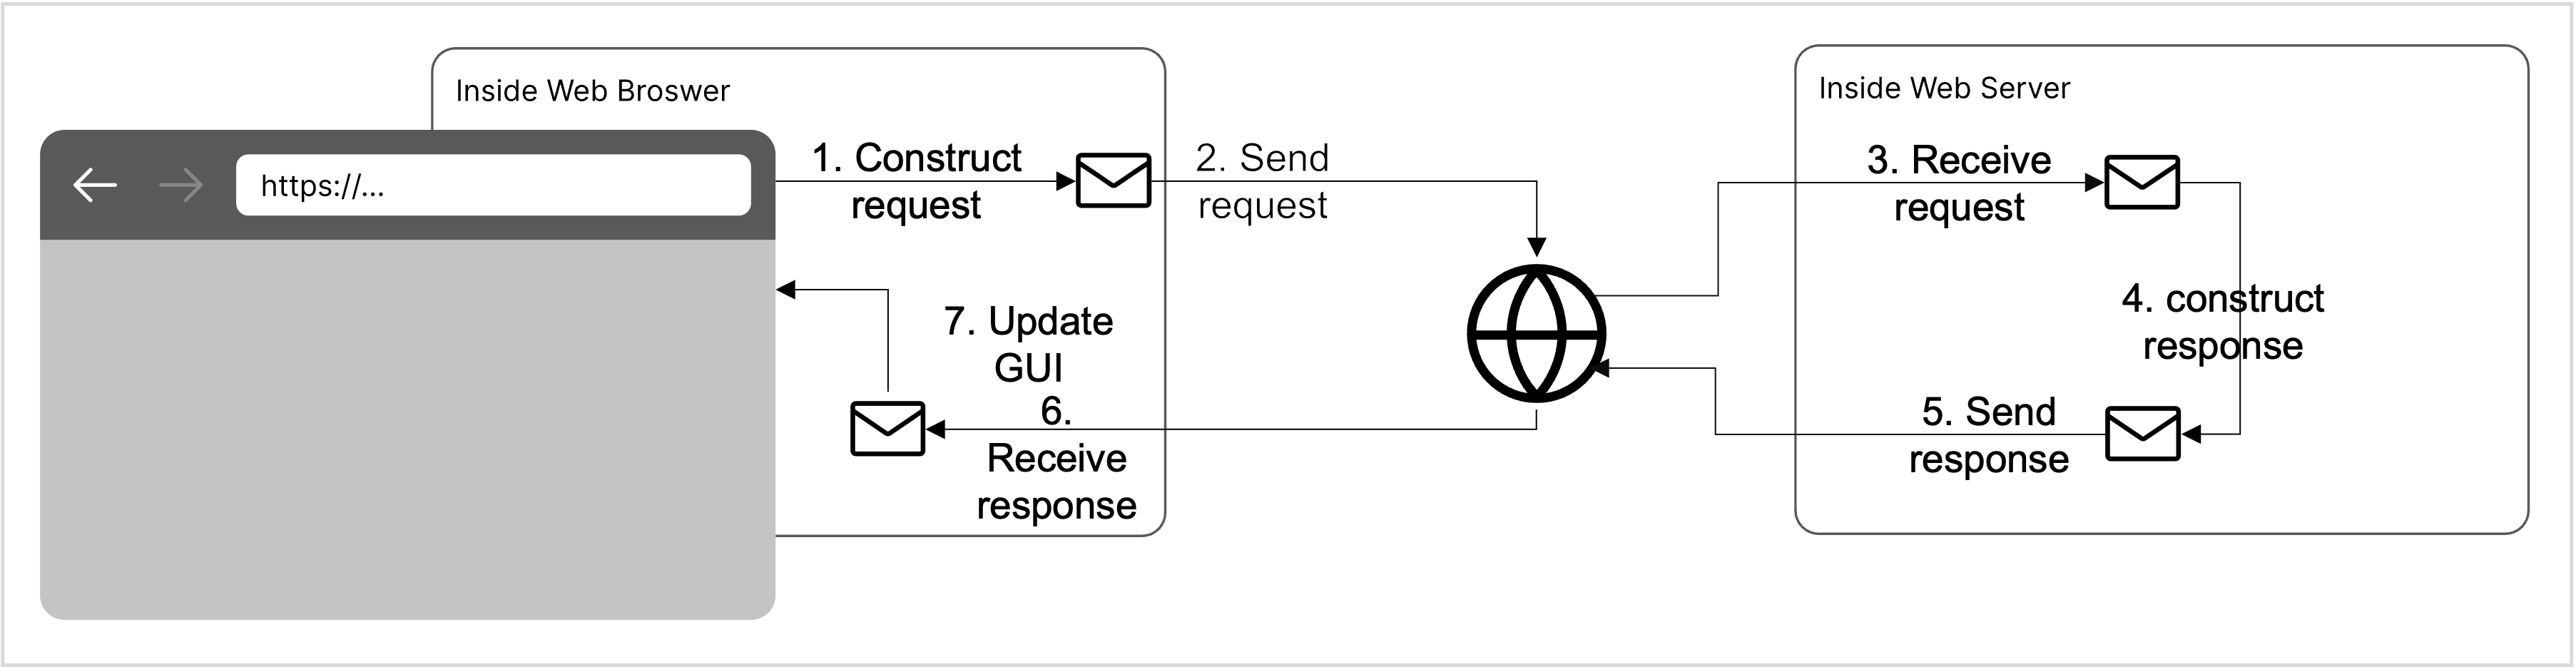 Inside Web Broswer
https://...
1. Construct
request
2. Send
request
Inside Web Server
3. Receive
request
4. construct
response
5. Send
response
7. Update
GUI
6.
Receive
response